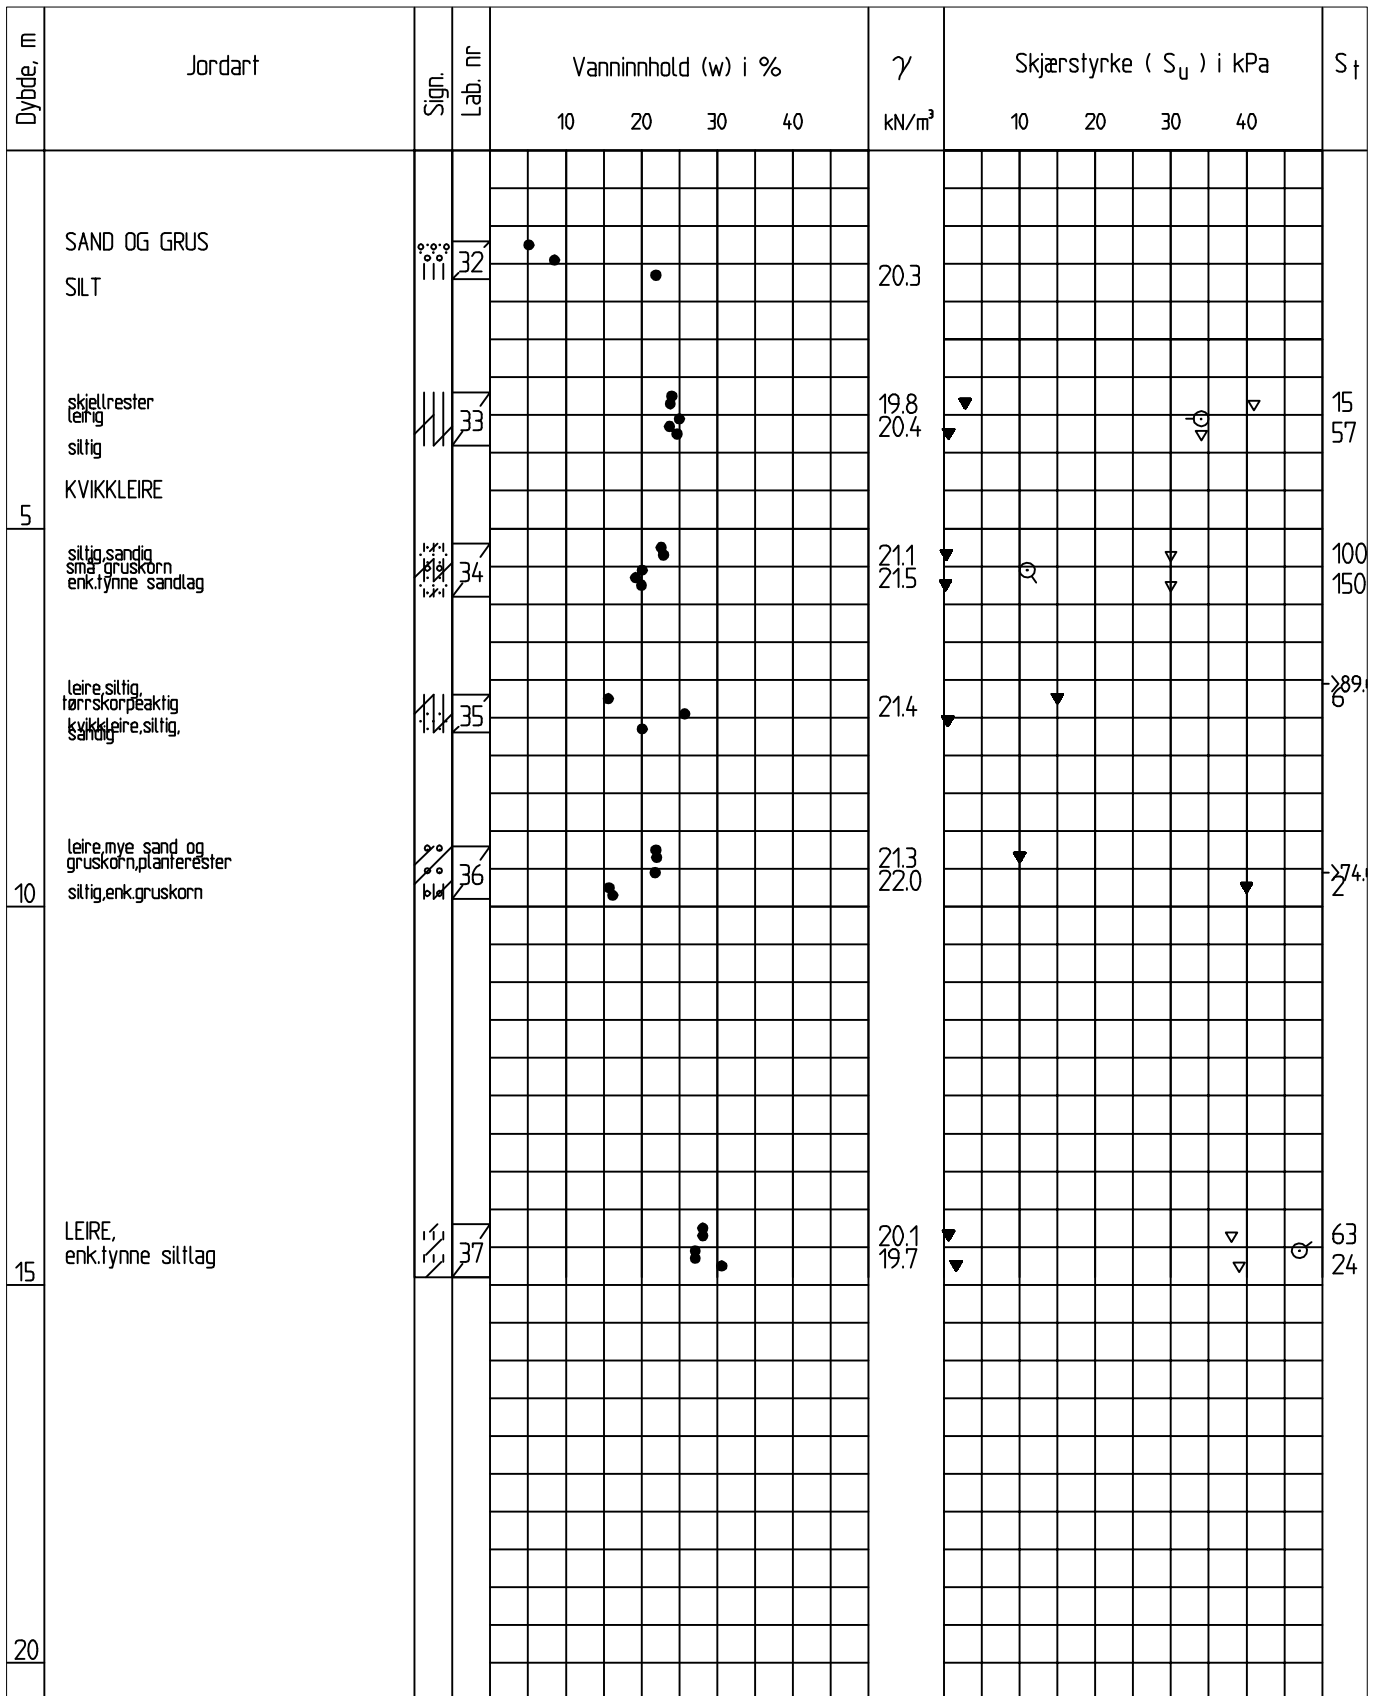 Dybde, m
Jordart
Sign.
Lab. nr
Vanninnhold (w) i %
10 20 30 40
γ
kN/m³
Skjærstyrke ( Su ) i kPa
10 20 30 40
St
SAND OG GRUS
32
SILT
20.3
skjellrester
19.8
15
leirig
33
20.4
57
siltig
KVIKKLEIRE
5
siltig,sandig
21.1
100
små gruskorn
34
21.5
enk.tynne sandlag
150
leire,siltig,
->89.
tørrskorpeaktig
6
35
21.4
kvikkleire,siltig,
sandig
leire,mye sand og
21.3
gruskorn,planterester
->74.
36
22.0
2
siltig,enk.gruskorn
10
LEIRE,
20.1
63
enk.tynne siltlag
37
19.7
24
15
20